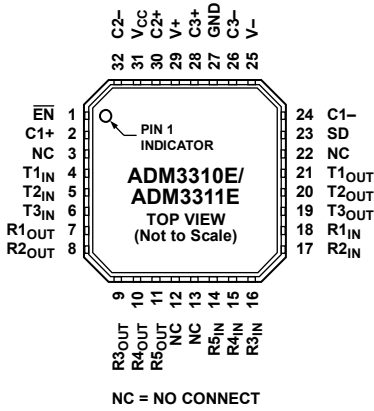 32 C2–
31 VCC
30 C2+
29 V+
28 C3+
27 GND
26 C3–
25 V–
EN 1
C1+ 2
NC 3
T1IN 4
T2IN 5
T3IN 6
R1OUT 7
R2OUT 8
PIN 1
INDICATOR
ADM3310E/
ADM3311E
TOP VIEW
(Not to Scale)
24 C1–
23 SD
22 NC
21 T1OUT
20 T2OUT
19 T3OUT
18 R1IN
17 R2IN
R3OUT 9
R4OUT 10
R5OUT 11
NC 12
NC 13
R5IN 14
R4IN 15
R3IN 16
NC = NO CONNECT